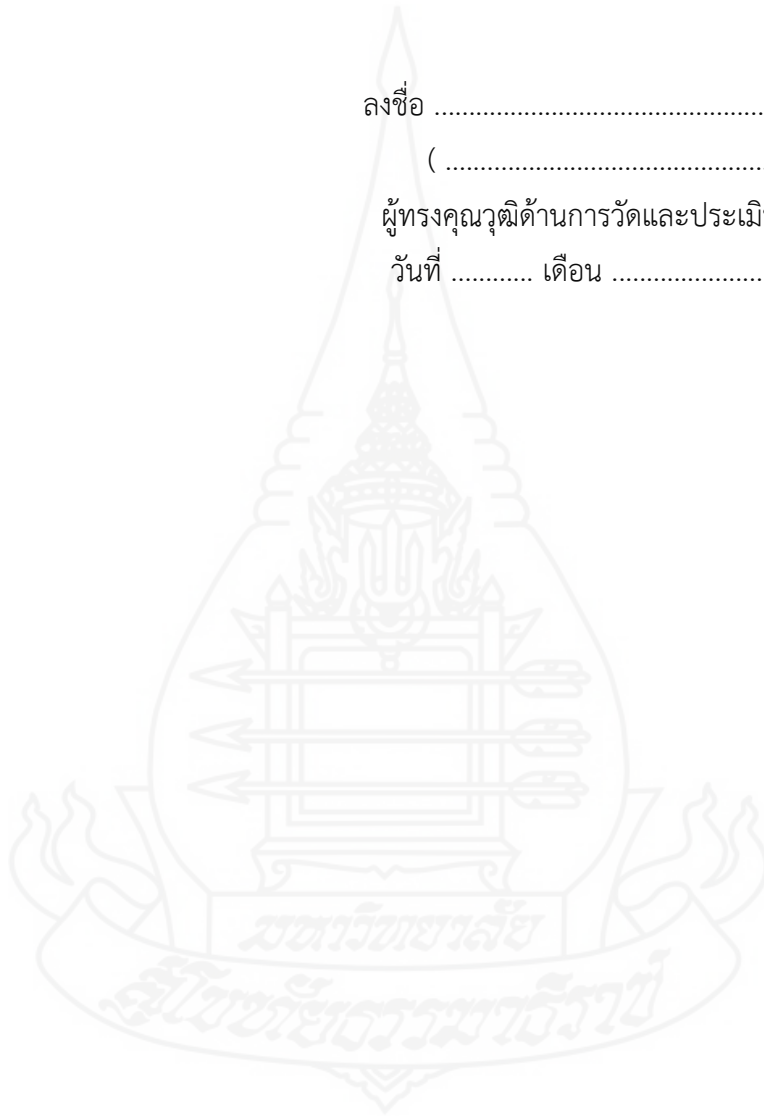 ลงชื่อ ................................................
( ..............................................
ผู้ทรงคุณวุฒิด้านการวัดและประเมิ
วันที่ ............ เดือน ......................
มหาวิทยาลัย
สุโขทัยธรรมาธิราช